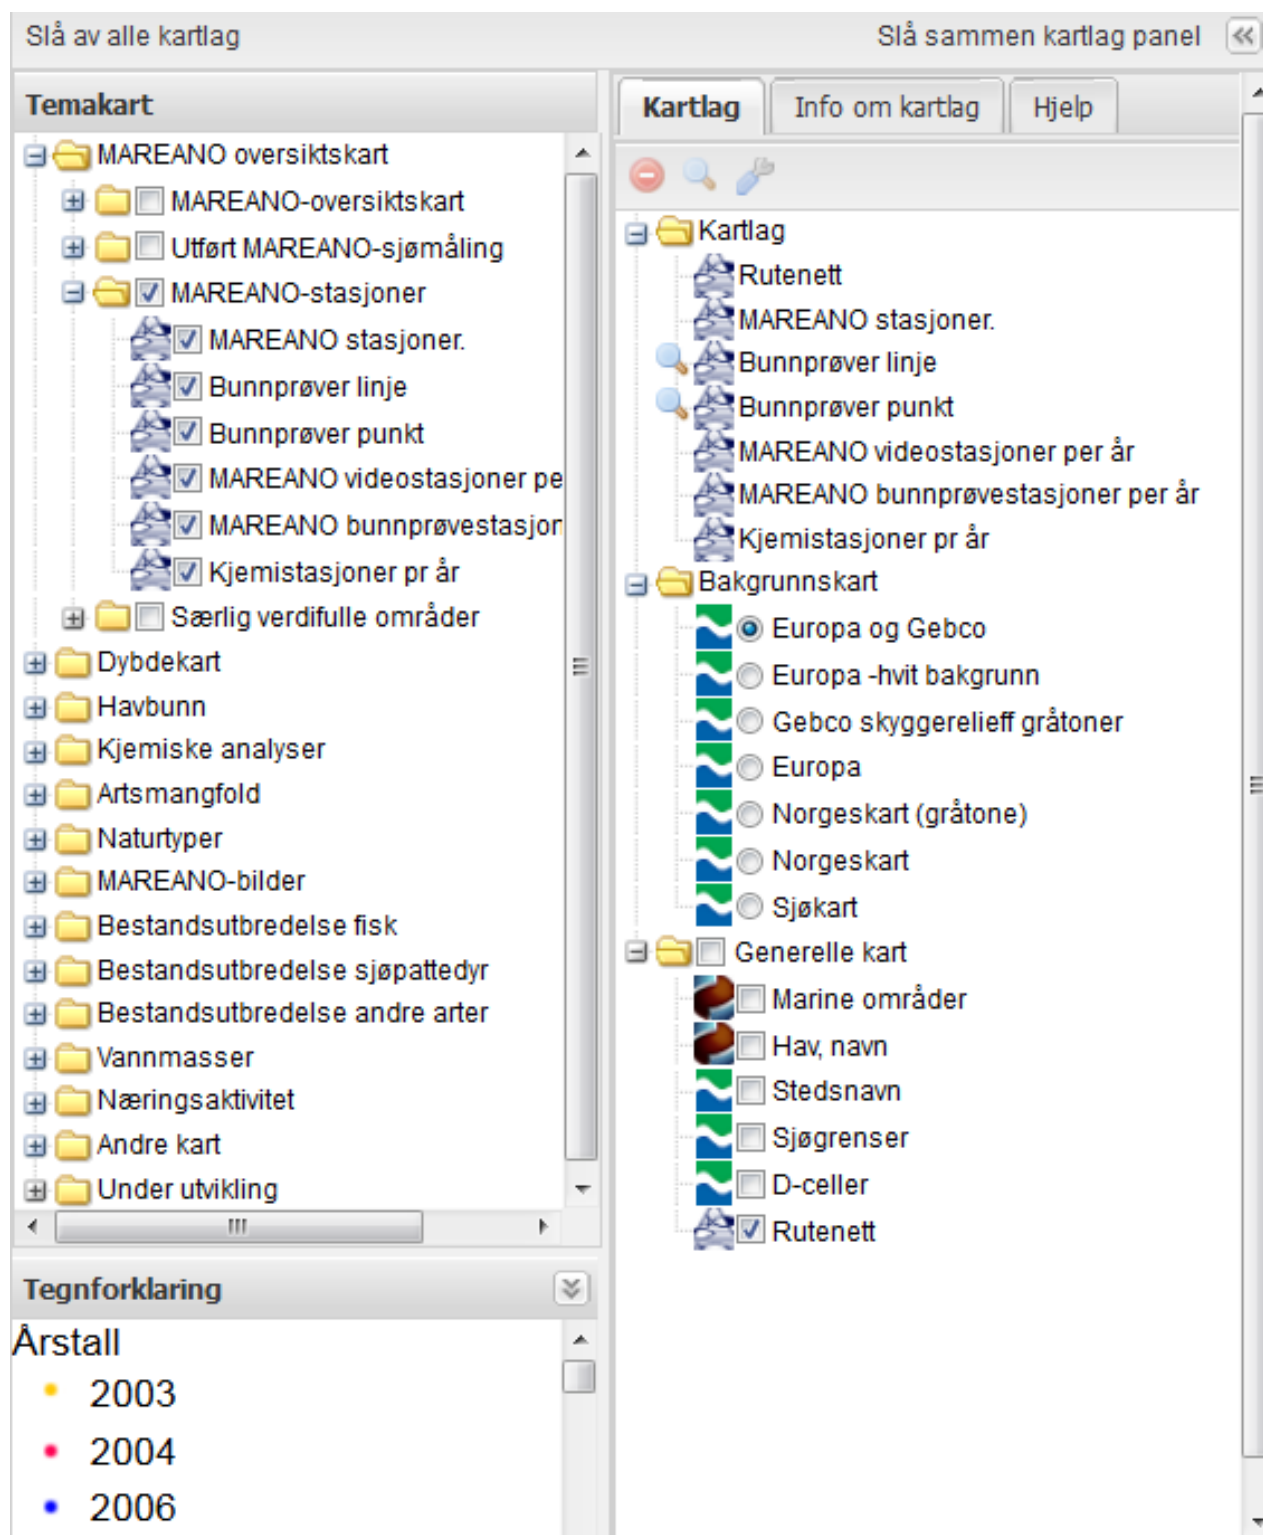 Slå av alle kartlag
Slå sammen kartlag panel
Temakart
MAREANO oversiktskart
MAREANO-oversiktskart
Utført MAREANO-sjømåling
MAREANO-stasjoner
MAREANO stasjoner.
Bunnprøver linje
Bunnprøver punkt
MAREANO videostasjoner pe
MAREANO bunnprøvestasjon
Kjemistasjoner pr år
Særlig verdifulle områder
Dybdekart
Havbunn
Kjemiske analyser
Artsmangfold
Naturtyper
MAREANO-bilder
Bestandsutbredelse fisk
Bestandsutbredelse sjøpattedyr
Bestandsutbredelse andre arter
Vannmasser
Næringsaktivitet
Andre kart
Under utvikling
Tegnforklaring
Årstall
2003
2004
2006
Kartlag
Info om kartlag
Hjelp
Kartlag
Rutenett
MAREANO stasjoner.
Bunnprøver linje
Bunnprøver punkt
MAREANO videostasjoner per år
MAREANO bunnprøvestasjoner per år
Kjemistasjoner pr år
Bakgrunnskart
Europa og Gebco
Europa -hvit bakgrunn
Gebco skyggerelieff gråtoner
Europa
Norgeskart (gråtone)
Norgeskart
Sjøkart
Generelle kart
Marine områder
Hav, navn
Stedsnavn
Sjøgrenser
D-celler
Rutenett